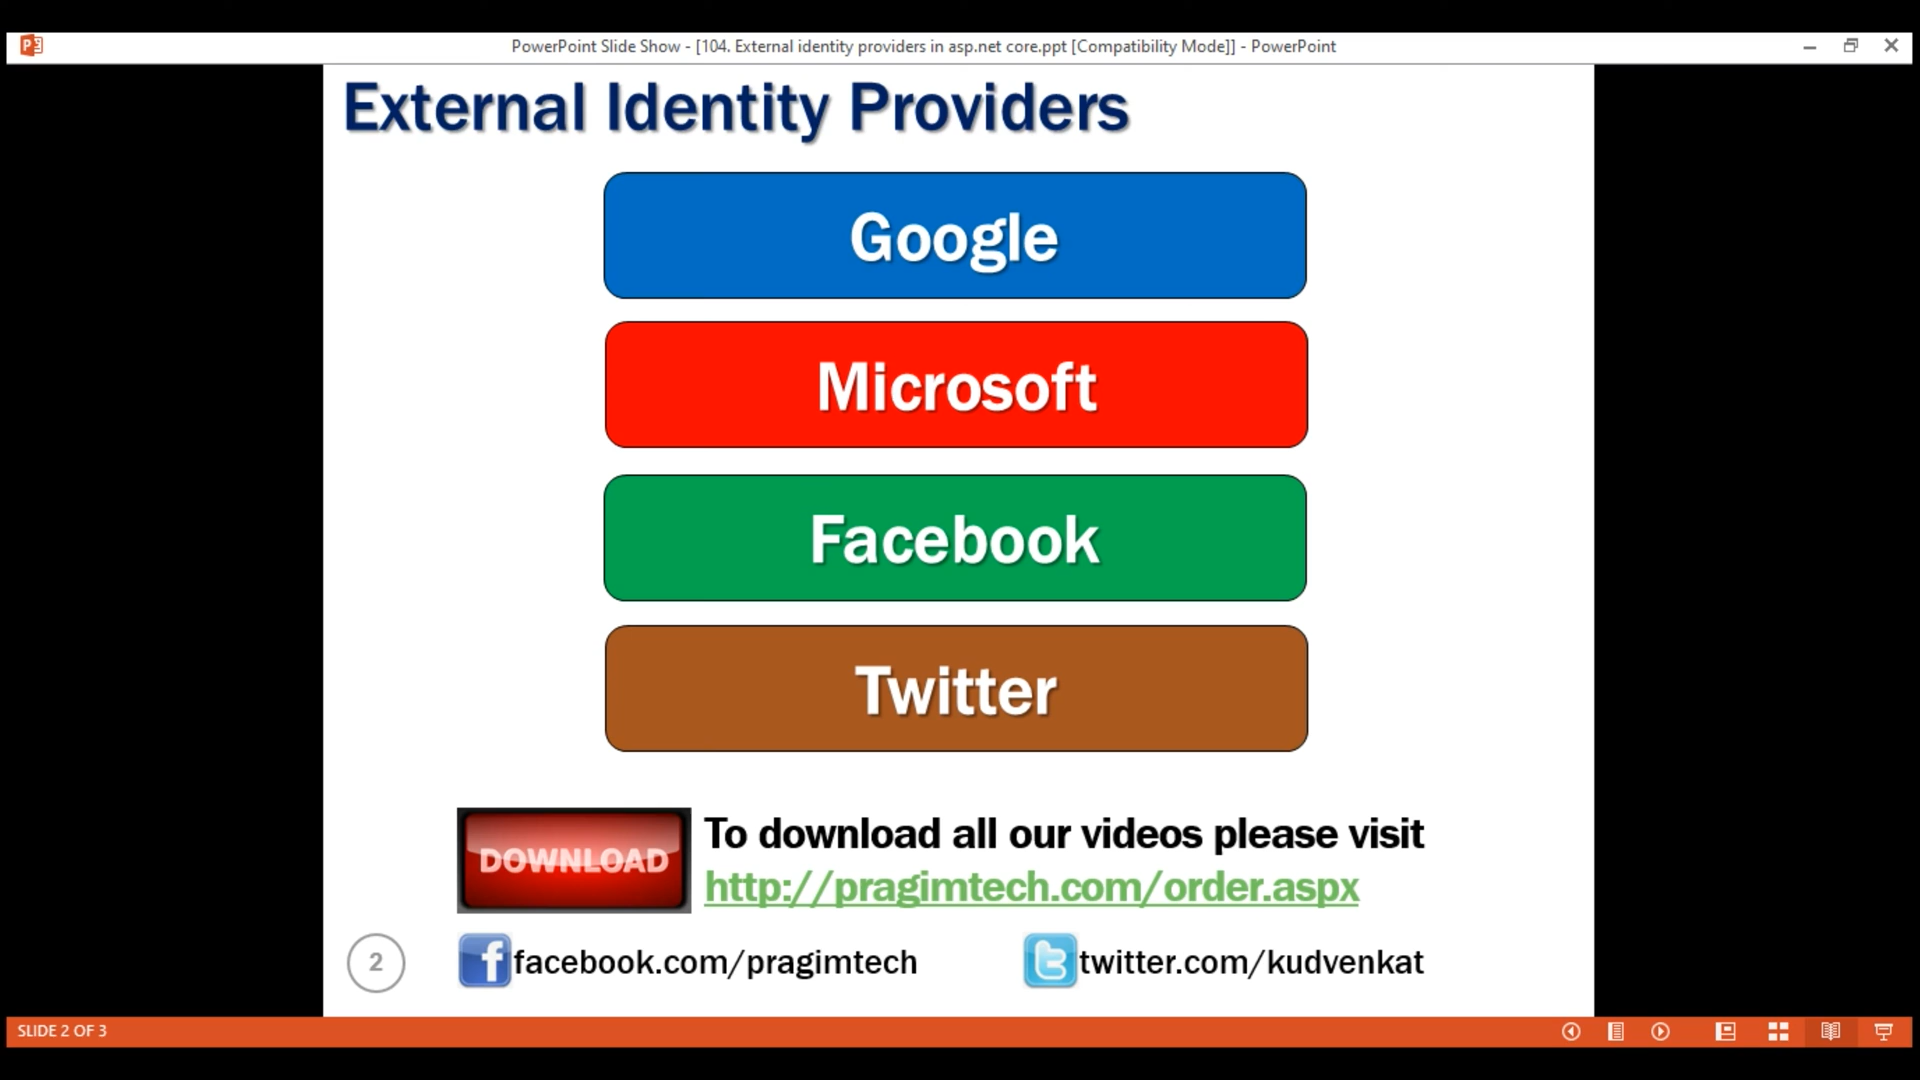 PowerPoint Slide Show - [104. External identity providers in asp.net core.ppt [Compatibility Mode]] - PowerPoint
External Identity Providers
Google
Microsoft
Facebook
Twitter
DOWNLOAD
To download all our videos please visit
http://pragimtech.com/order.aspx
2
facebook.com/pragimtech
twitter.com/kudvenkat
SLIDE 2 OF 3